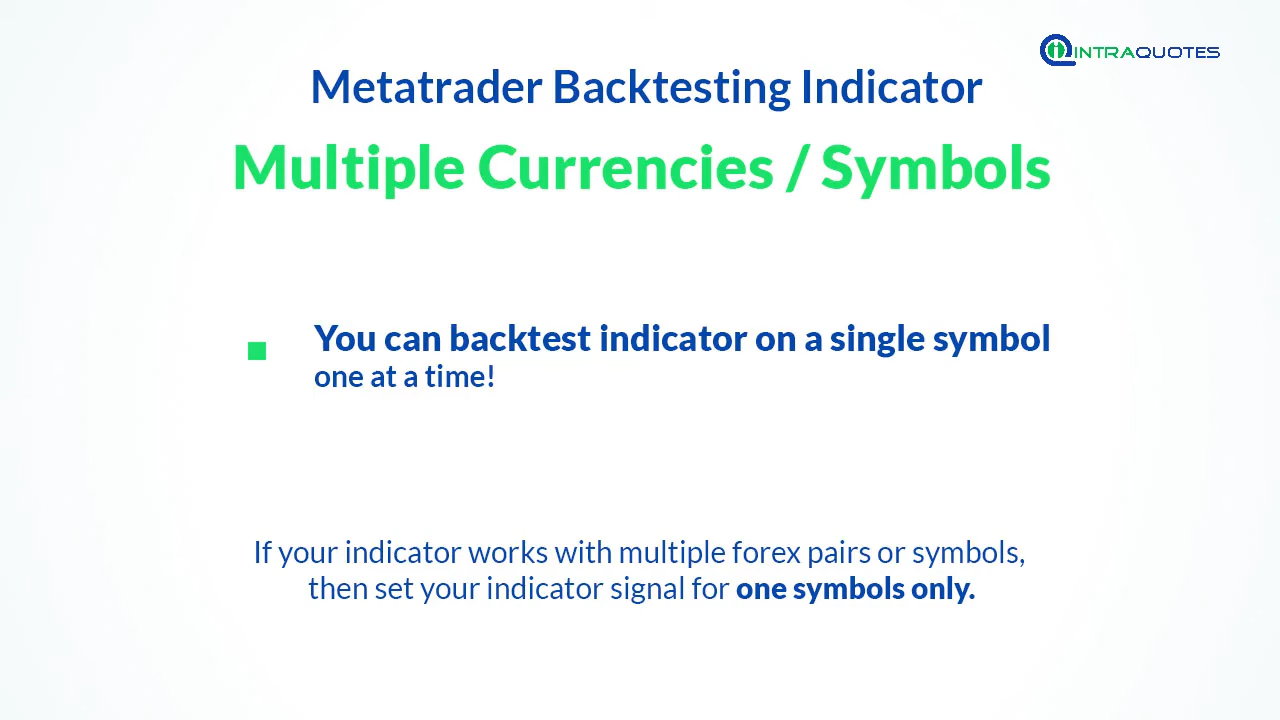 INTRAQUOTES
Metatrader Backtesting Indicator
Multiple Currencies / Symbols
You can backtest indicator on a single symbol
one at a time!
If your indicator works with multiple forex pairs or symbols,
then set your indicator signal for one symbols only.